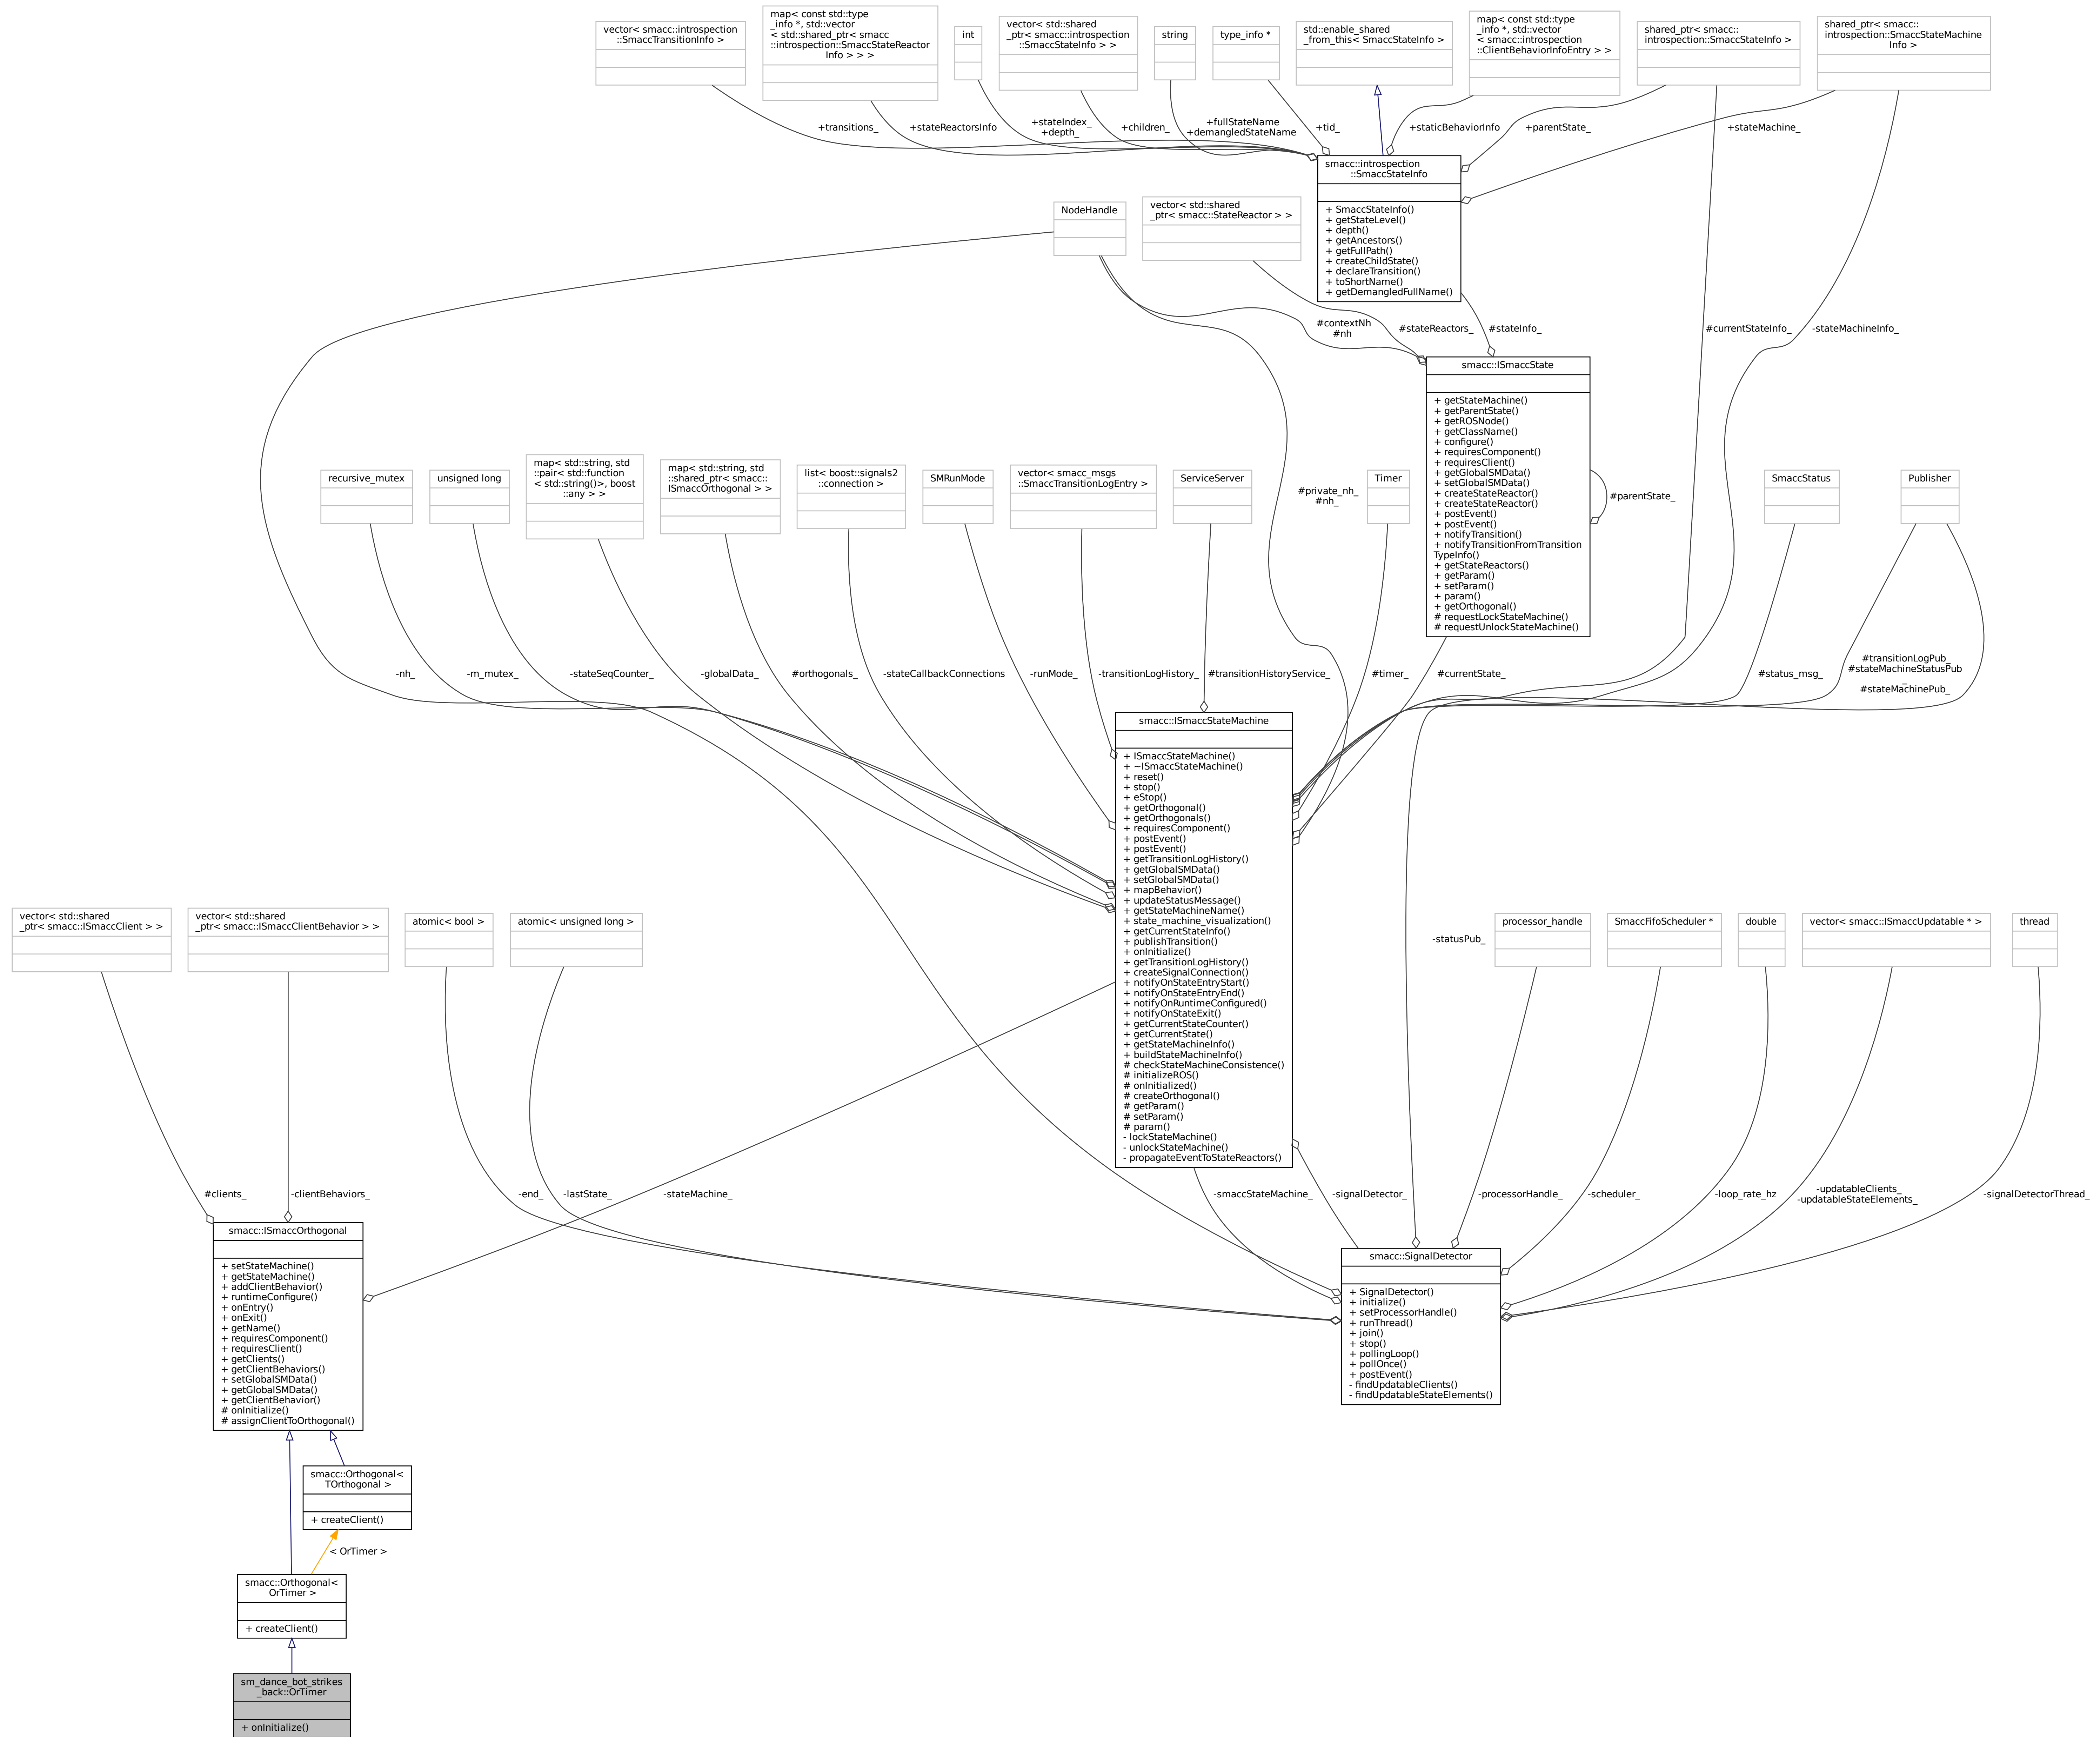 vector< smacc::introspection
::SmaccTransitionInfo >
map< const std::type
_info *, std::vector
< std::shared_ptr< smacc
::introspection::SmaccStateReactor
Info > > >
int
vector< std::shared
_ptr< smacc::introspection
::SmaccStateInfo > >
string
type_info *
std::enable_shared
_from_this< SmaccStateInfo >
map< const std::type
_info *, std::vector
< smacc::introspection
::ClientBehaviorInfoEntry > >
shared_ptr< smacc::
introspection::SmaccStateInfo >
shared_ptr< smacc::
introspection::SmaccStateMachine
Info >
+transitions_
+stateReactorsInfo
+stateIndex_
+depth_
+children_
+fullStateName
+demangledStateName
+tid_
+staticBehaviorInfo
+parentState_
+stateMachine_
smacc::introspection
::SmaccStateInfo
+ SmaccStateInfo()
+ getStateLevel()
+ depth()
+ getAncestors()
+ getFullPath()
+ createChildState()
+ declareTransition()
+ toShortName()
+ getDemangledFullName()
NodeHandle
vector< std::shared
_ptr< smacc::StateReactor > >
#contextNh
#nh
#stateReactors_
#stateInfo_
#currentStateInfo_
-stateMachineInfo_
smacc::ISmaccState
+ getStateMachine()
+ getParentState()
+ getROSNode()
+ getClassName()
+ configure()
+ requiresComponent()
+ requiresClient()
+ getGlobalSMData()
+ setGlobalSMData()
+ createStateReactor()
+ createStateReactor()
+ postEvent()
+ postEvent()
+ notifyTransition()
+ notifyTransitionFromTransition
TypeInfo()
+ getStateReactors()
+ getParam()
+ setParam()
+ param()
+ getOrthogonal()
# requestLockStateMachine()
# requestUnlockStateMachine()
#parentState_
recursive_mutex
unsigned long
map< std::string, std
::pair< std::function
< std::string()>, boost
::any > >
map< std::string, std
::shared_ptr< smacc::
ISmaccOrthogonal > >
list< boost::signals2
::connection >
SMRunMode
vector< smacc_msgs
::SmaccTransitionLogEntry >
ServiceServer
#private_nh_
#nh_
Timer
SmaccStatus
Publisher
-nh_
-m_mutex_
-stateSeqCounter_
-globalData_
#orthogonals_
-stateCallbackConnections
-runMode_
-transitionLogHistory_
#transitionHistoryService_
#timer_
#currentState_
#status_msg_
#transitionLogPub_
#stateMachineStatusPub
_
#stateMachinePub_
smacc::ISmaccStateMachine
+ ISmaccStateMachine()
+ ~ISmaccStateMachine()
+ reset()
+ stop()
+ eStop()
+ getOrthogonal()
+ getOrthogonals()
+ requiresComponent()
+ postEvent()
+ postEvent()
+ getTransitionLogHistory()
+ getGlobalSMData()
+ setGlobalSMData()
+ mapBehavior()
+ updateStatusMessage()
+ getStateMachineName()
+ state_machine_visualization()
+ getCurrentStateInfo()
+ publishTransition()
+ onInitialize()
+ getTransitionLogHistory()
+ createSignalConnection()
+ notifyOnStateEntryStart()
+ notifyOnStateEntryEnd()
+ notifyOnRuntimeConfigured()
+ notifyOnStateExit()
+ getCurrentStateCounter()
+ getCurrentState()
+ getStateMachineInfo()
+ buildStateMachineInfo()
# checkStateMachineConsistence()
# initializeROS()
# onInitialized()
# createOrthogonal()
# getParam()
# setParam()
# param()
- lockStateMachine()
- unlockStateMachine()
- propagateEventToStateReactors()
vector< std::shared
_ptr< smacc::ISmaccClient > >
vector< std::shared
_ptr< smacc::ISmaccClientBehavior > >
atomic< bool >
atomic< unsigned long >
-statusPub_
processor_handle
SmaccFifoScheduler *
double
vector< smacc::ISmaccUpdatable * >
thread
#clients_
-clientBehaviors_
-end_
-lastState_
-stateMachine_
-smaccStateMachine_
-signalDetector_
-processorHandle_
-scheduler_
-loop_rate_hz
-updatableClients_
-updatableStateElements_
-signalDetectorThread_
smacc::ISmaccOrthogonal
+ setStateMachine()
+ getStateMachine()
+ addClientBehavior()
+ runtimeConfigure()
+ onEntry()
+ onExit()
+ getName()
+ requiresComponent()
+ requiresClient()
+ getClients()
+ getClientBehaviors()
+ setGlobalSMData()
+ getGlobalSMData()
+ getClientBehavior()
# onInitialize()
# assignClientToOrthogonal()
smacc::SignalDetector
+ SignalDetector()
+ initialize()
+ setProcessorHandle()
+ runThread()
+ join()
+ stop()
+ pollingLoop()
+ pollOnce()
+ postEvent()
- findUpdatableClients()
- findUpdatableStateElements()
smacc::Orthogonal<
TOrthogonal >
+ createClient()
< OrTimer >
smacc::Orthogonal<
OrTimer >
+ createClient()
sm_dance_bot_strikes
_back::OrTimer
+ onInitialize()